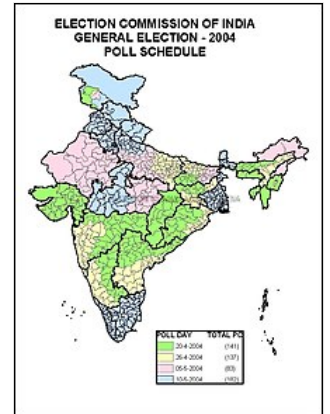 ELECTION COMMISSION OF INDIA
GENERAL ELECTION - 2004
POLL SCHEDULE
POLL DAY TOTAL PC
20-4-2004 (141)
26-4-2004 (137)
05-5-2004 (83)
10-5-2004 (182)